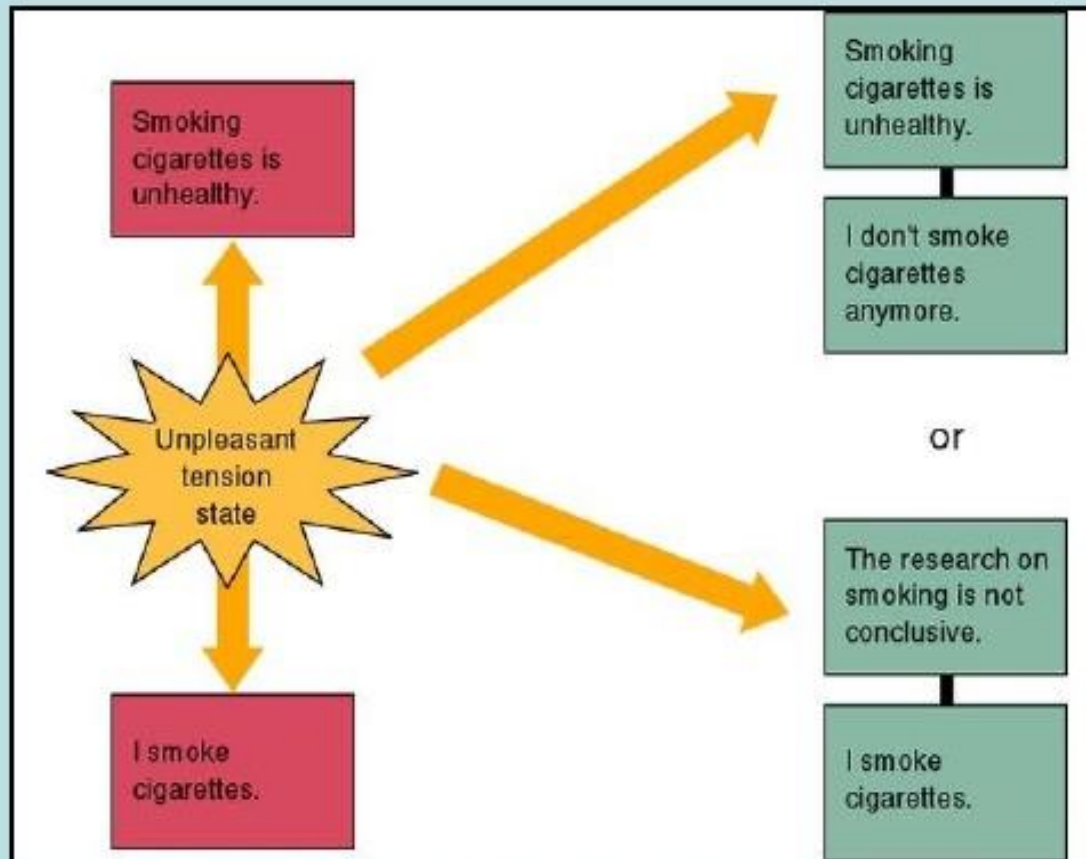 Smoking
cigarettes is
unhealthy.
Unpleasant
tension
state
I smoke
cigarettes.
Smoking
cigarettes is
unhealthy.
I don't smoke
cigarettes
anymore.
or
The research on
smoking is not
conclusive.
I smoke
cigarettes.